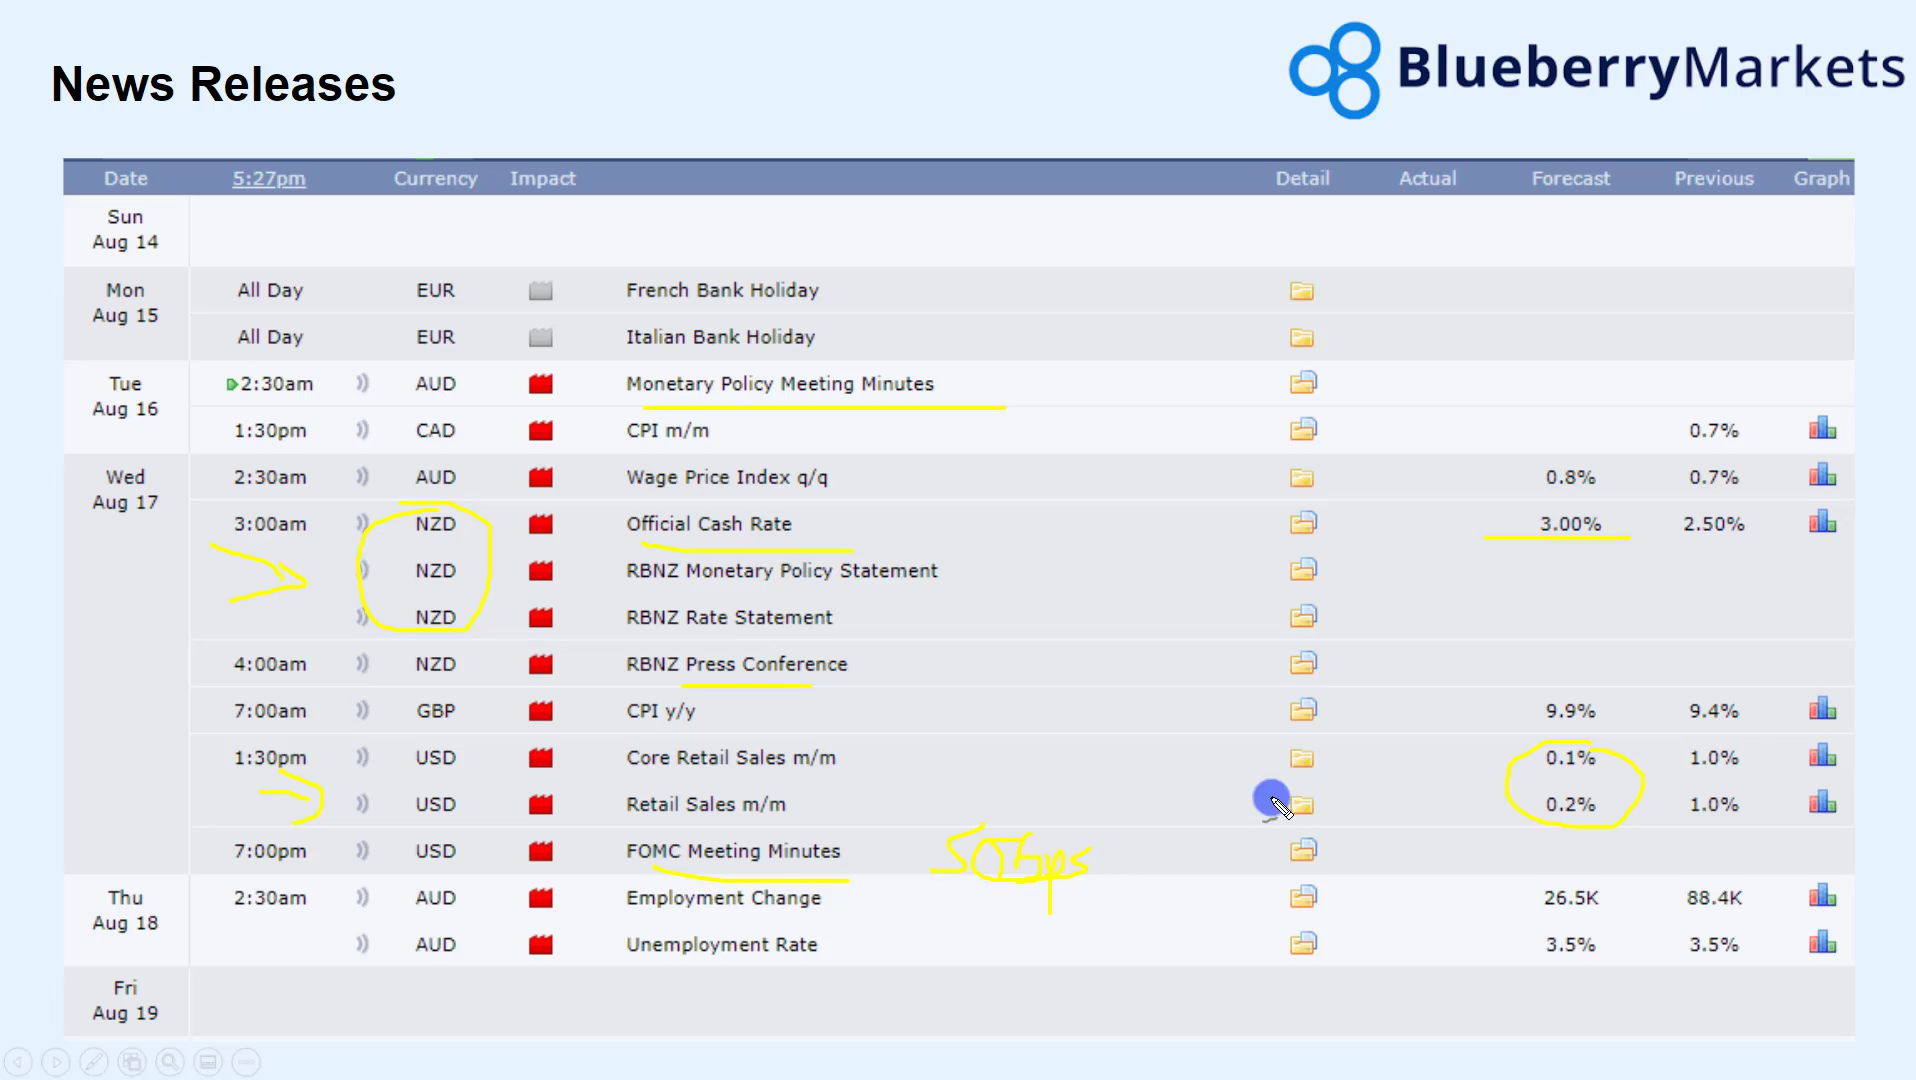 News Releases
BlueberryMarkets
Date 5:27pm Currency Impact Detail Actual Forecast Previous Graph
Sun
Aug 14
Mon
Aug 15
All Day EUR French Bank Holiday
All Day EUR Italian Bank Holiday
Tue
Aug 16
2:30am AUD Monetary Policy Meeting Minutes
1:30pm CAD CPI m/m 0.7%
Wed
Aug 17
2:30am AUD Wage Price Index q/q 0.8% 0.7%
3:00am NZD Official Cash Rate 3.00% 2.50%
NZD RBNZ Monetary Policy Statement
NZD RBNZ Rate Statement
4:00am NZD RBNZ Press Conference
7:00am GBP CPI y/y 9.9% 9.4%
1:30pm USD Core Retail Sales m/m 0.1% 1.0%
USD Retail Sales m/m 0.2% 1.0%
7:00pm USD FOMC Meeting Minutes 50bps
Thu
Aug 18
2:30am AUD Employment Change 26.5K 88.4K
AUD Unemployment Rate 3.5% 3.5%
Fri
Aug 19